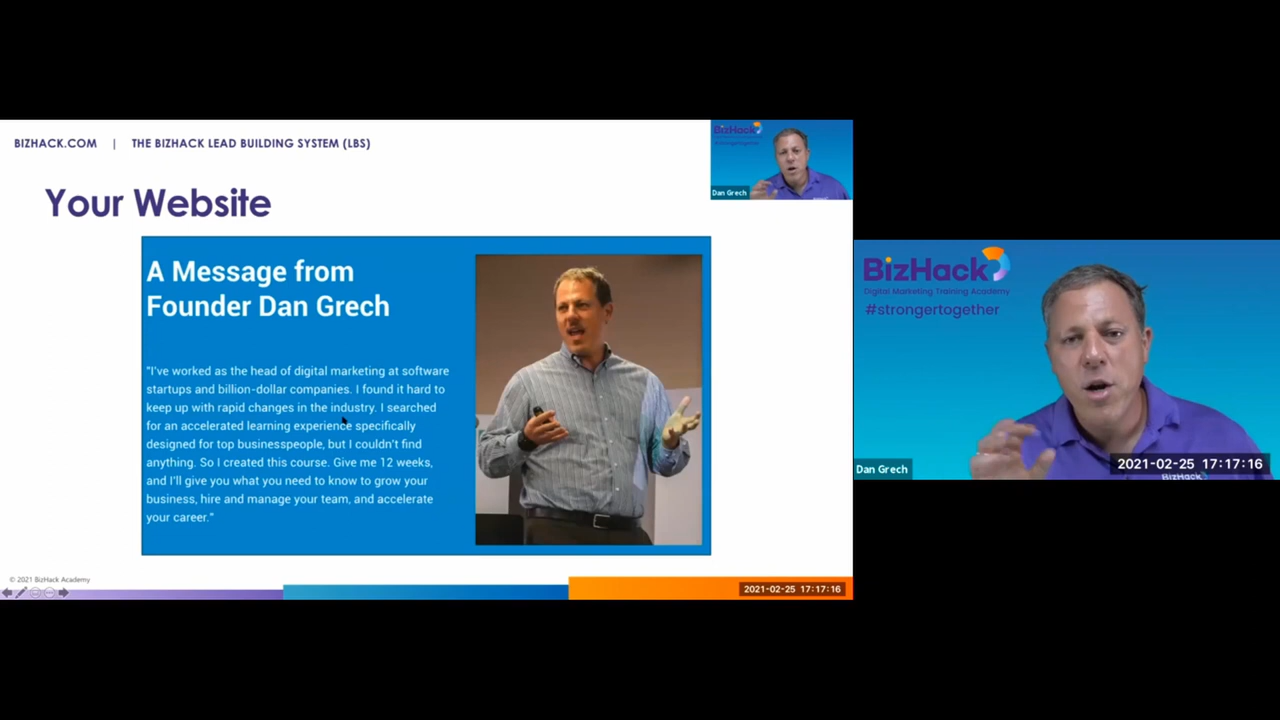 BIZHACK.COM | THE BIZHACK LEAD BUILDING SYSTEM (LBS)
Your Website
A Message from
Founder Dan Grech
"I've worked as the head of digital marketing at software
startups and billion-dollar companies. I found it hard to
keep up with rapid changes in the industry. I searched
for an accelerated learning experience specifically
designed for top businesspeople, but I couldn't find
anything. So I created this course. Give me 12 weeks,
and I'll give you what you need to know to grow your
business, hire and manage your team, and accelerate
your career."
© 2021 BizHack Academy
2021-02-25 17:17:16
BizHack
#strongertogether
Dan Grech
BizHack
Digital Marketing Training Academy
#strongertogether
Dan Grech
2021-02-25 17:17:16
BizHack